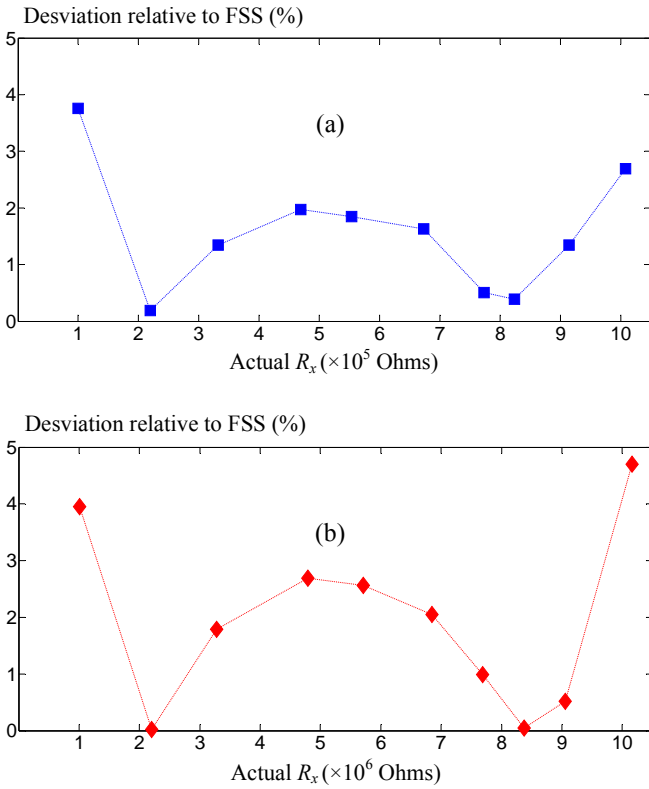 Desviation relative to FSS (%)
5
4
3
2
1
0
(a)
1 2 3 4 5 6 7 8 9 10
Actual Rₓ (×10⁵ Ohms)
Desviation relative to FSS (%)
5
4
3
2
1
0
(b)
1 2 3 4 5 6 7 8 9 10
Actual Rₓ (×10⁶ Ohms)